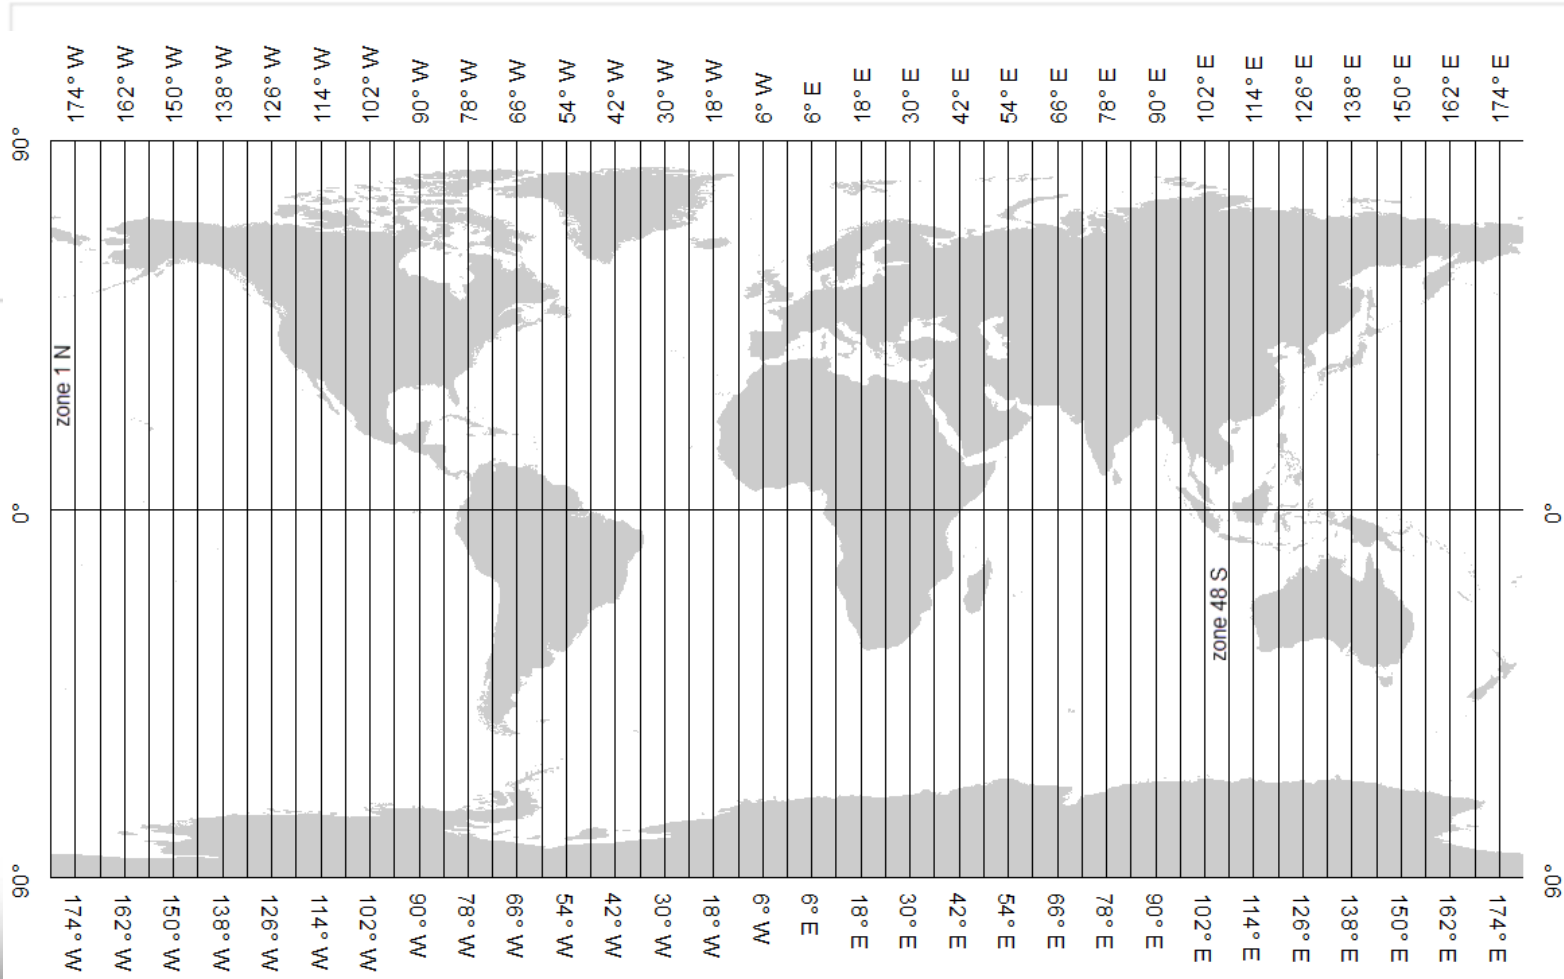 174° W
162° W
150° W
138° W
126° W
114° W
102° W
90° W
78° W
66° W
54° W
42° W
30° W
18° W
6° W
6° E
18° E
30° E
42° E
54° E
66° E
78° E
90° E
102° E
114° E
126° E
138° E
150° E
162° E
174° E
90°
zone 1 N
0°
0°
zone 48 S
90°
90°
174° W
162° W
150° W
138° W
126° W
114° W
102° W
90° W
78° W
66° W
54° W
42° W
30° W
18° W
6° W
6° E
18° E
30° E
42° E
54° E
66° E
78° E
90° E
102° E
114° E
126° E
138° E
150° E
162° E
174° E